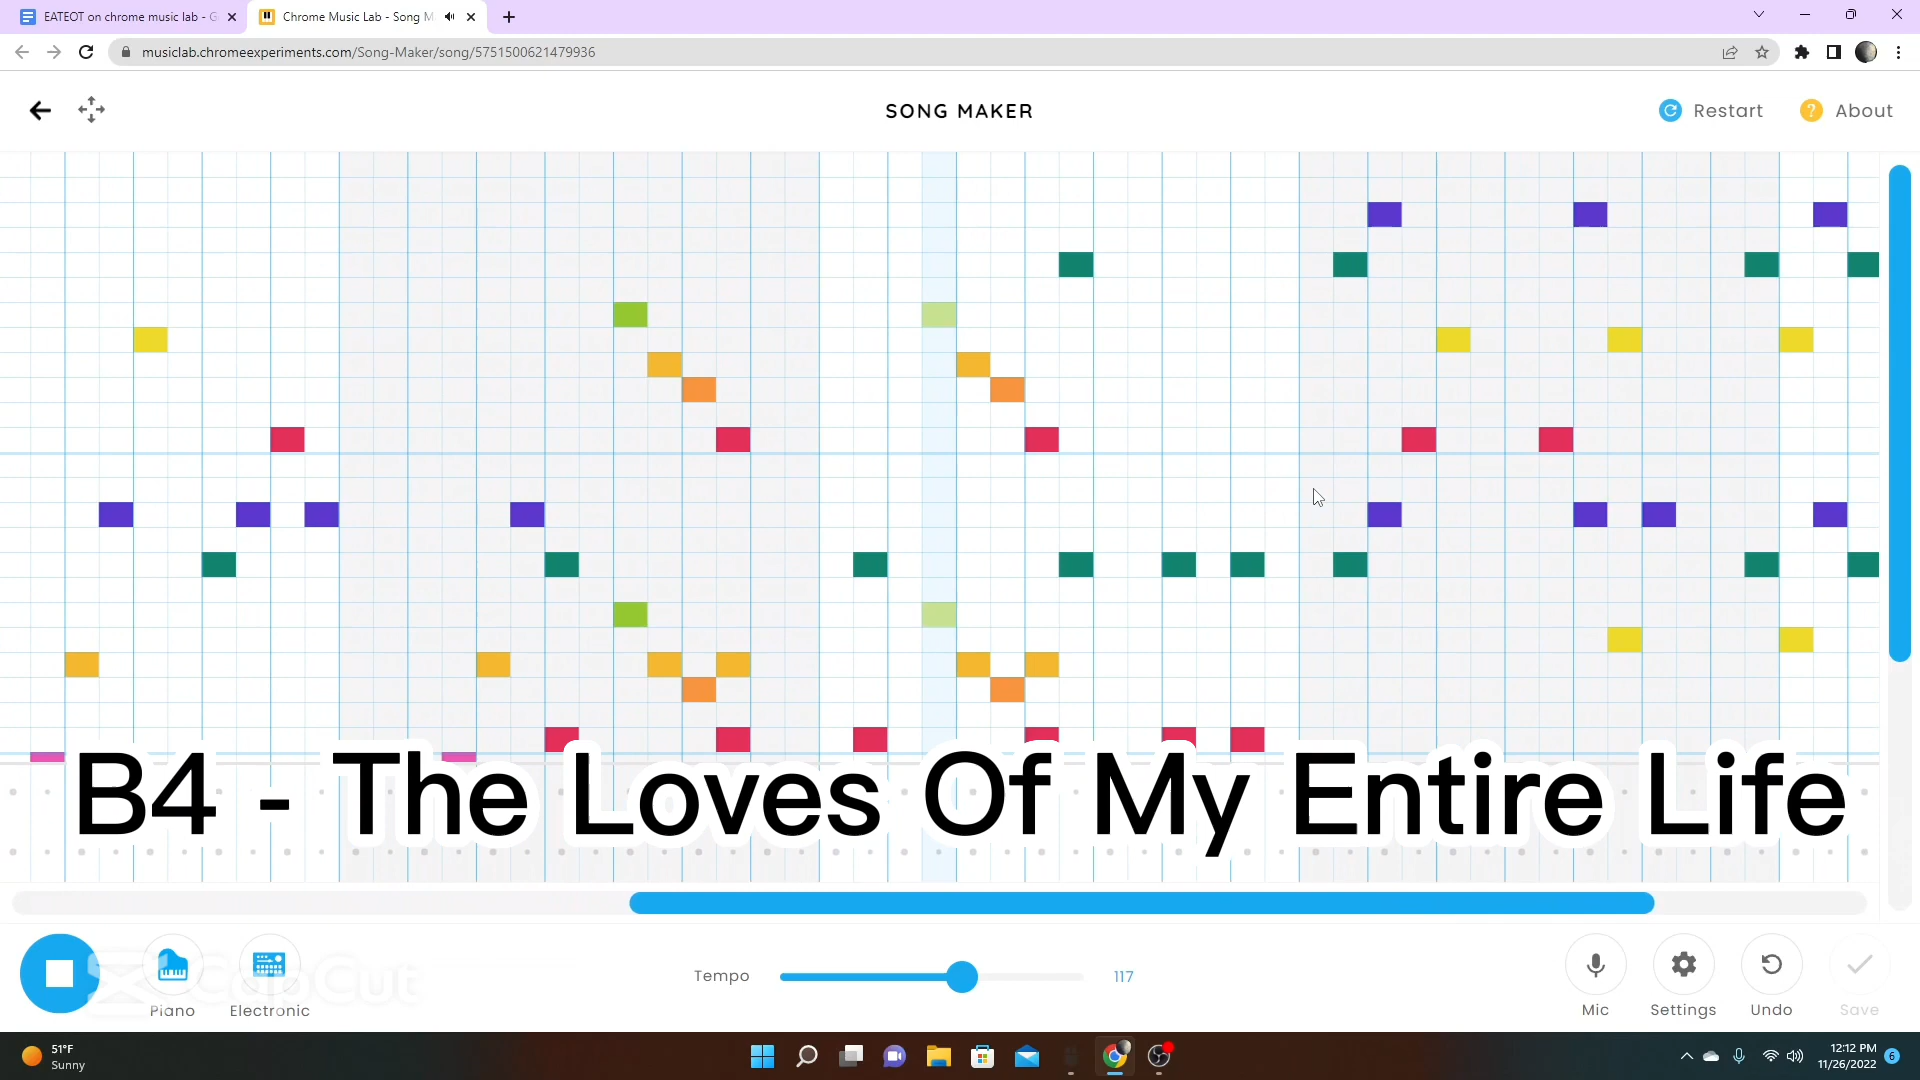 EATEOT on chrome music lab - G
Chrome Music Lab - Song M
musiclab.chromeexperiments.com/Song-Maker/song/5751500621479936
SONG MAKER
Restart
? About
B4 - The Loves Of My Entire Life
CapCut
Tempo
117
Piano
Electronic
Mic
Settings
Undo
Save
51°F
Sunny
12:12 PM
11/26/2022
6